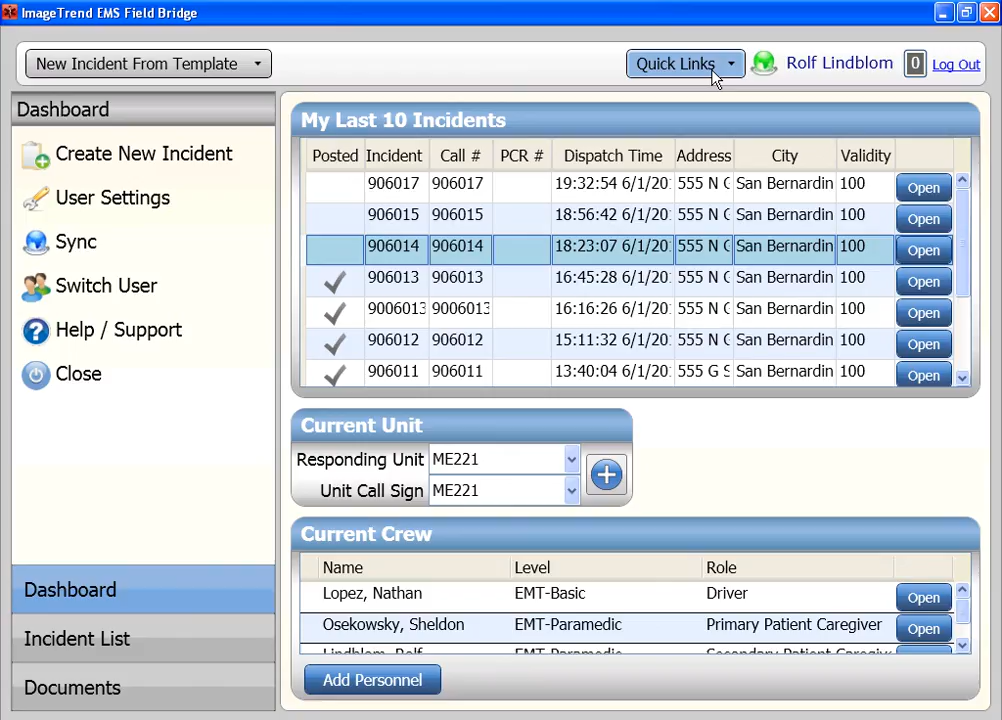 ImageTrend EMS Field Bridge
New Incident From Template
Quick Links
Rolf Lindblom
0
Log Out
Dashboard
Create New Incident
User Settings
Sync
Switch User
Help / Support
Close
Dashboard
Incident List
Documents
My Last 10 Incidents
Posted Incident Call # PCR # Dispatch Time Address City Validity
906017 906017 19:32:54 6/1/20 555 N San Bernardin 100 Open
906015 906015 18:56:42 6/1/20 555 N San Bernardin 100 Open
906014 906014 18:23:07 6/1/20 555 N San Bernardin 100 Open
906013 906013 16:45:28 6/1/20 555 N San Bernardin 100 Open
9006013 9006013 16:16:26 6/1/20 555 N San Bernardin 100 Open
906012 906012 15:11:32 6/1/20 555 N San Bernardin 100 Open
906011 906011 13:40:04 6/1/20 555 G S San Bernardin 100 Open
Current Unit
Responding Unit ME221
Unit Call Sign ME221
Current Crew
Name Level Role
Lopez, Nathan EMT-Basic Driver Open
Osekowsky, Sheldon EMT-Paramedic Primary Patient Caregiver Open
Lindblom, Rolf EMT-Paramedic Secondary Patient Caregiv
Add Personnel